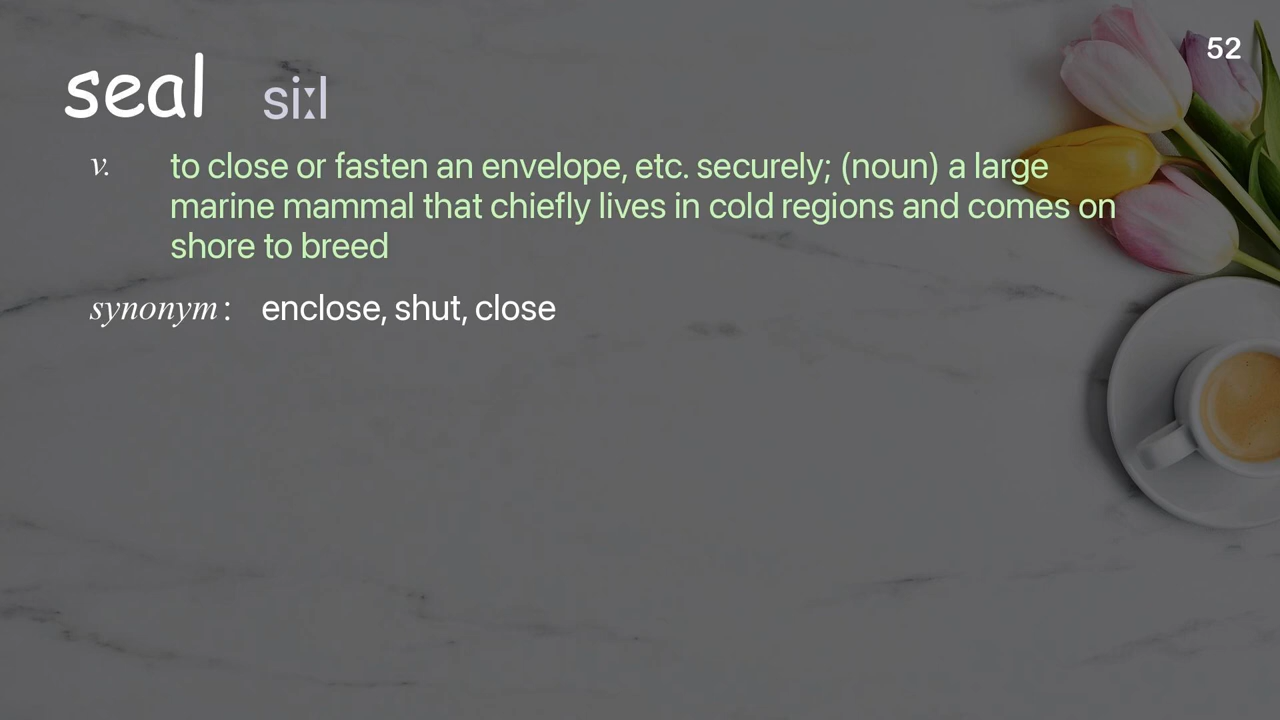 52
seal siːl
v. to close or fasten an envelope, etc. securely; (noun) a large
marine mammal that chiefly lives in cold regions and comes on
shore to breed
synonym: enclose, shut, close